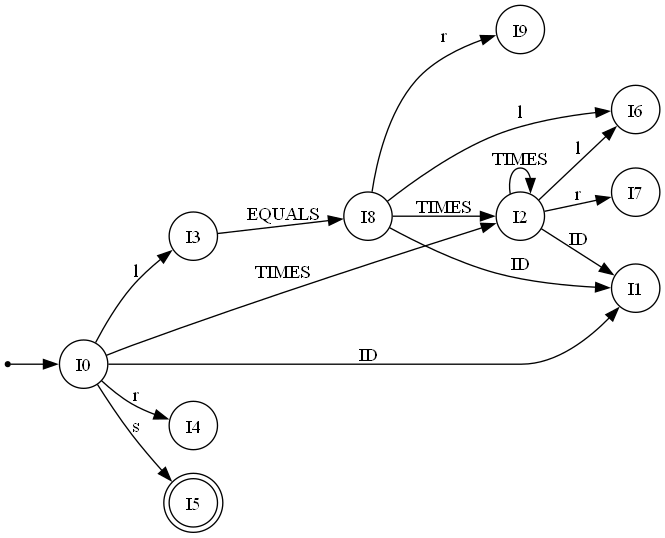 I9
r
l
I6
TIMES
l
r
I7
I3
EQUALS
I8
TIMES
I2
ID
ID
I1
l
TIMES
I0
ID
r
I4
s
I5